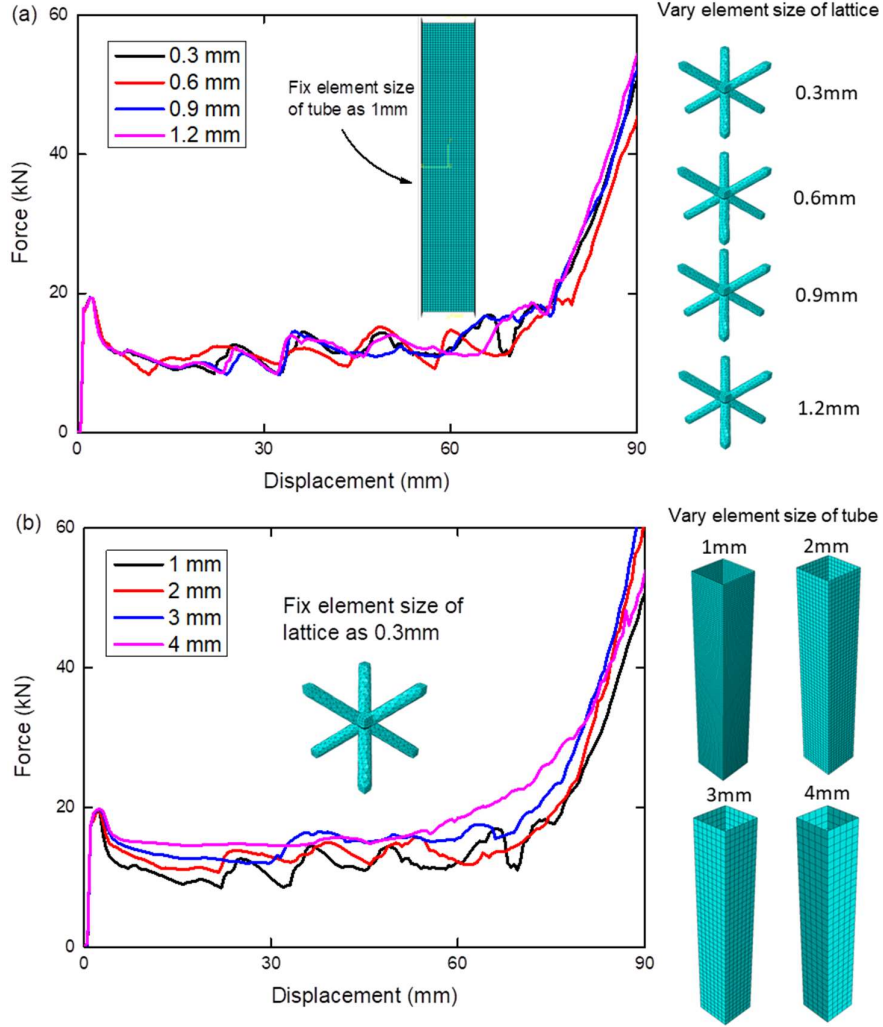 (a)
60
40
20
0
0
30
60
90
Force (kN)
Displacement (mm)
0.3 mm
0.6 mm
0.9 mm
1.2 mm
Fix element size
of tube as 1mm
Vary element size of lattice
0.3mm
0.6mm
0.9mm
1.2mm
(b)
60
40
20
0
0
30
60
90
Force (kN)
Displacement (mm)
1 mm
2 mm
3 mm
4 mm
Fix element size of
lattice as 0.3mm
Vary element size of tube
1mm
2mm
3mm
4mm